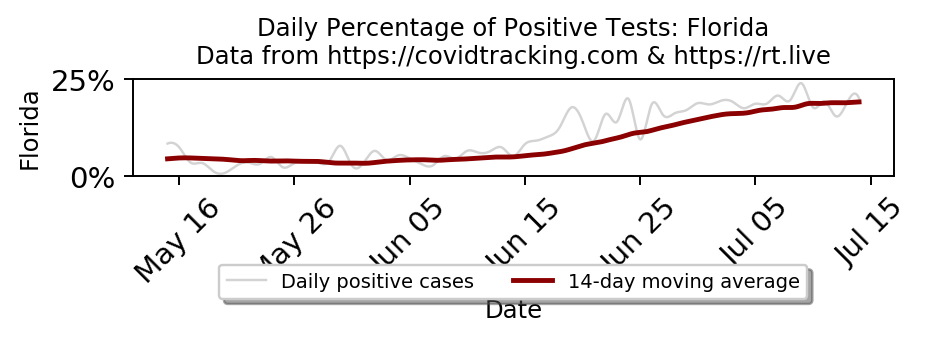 Daily Percentage of Positive Tests: Florida
Data from https://covidtracking.com & https://rt.live
25%
0%
Florida
May 16
May 26
Jun 05
Jun 15
Jun 25
Jul 05
Jul 15
Daily positive cases
14-day moving average
Date